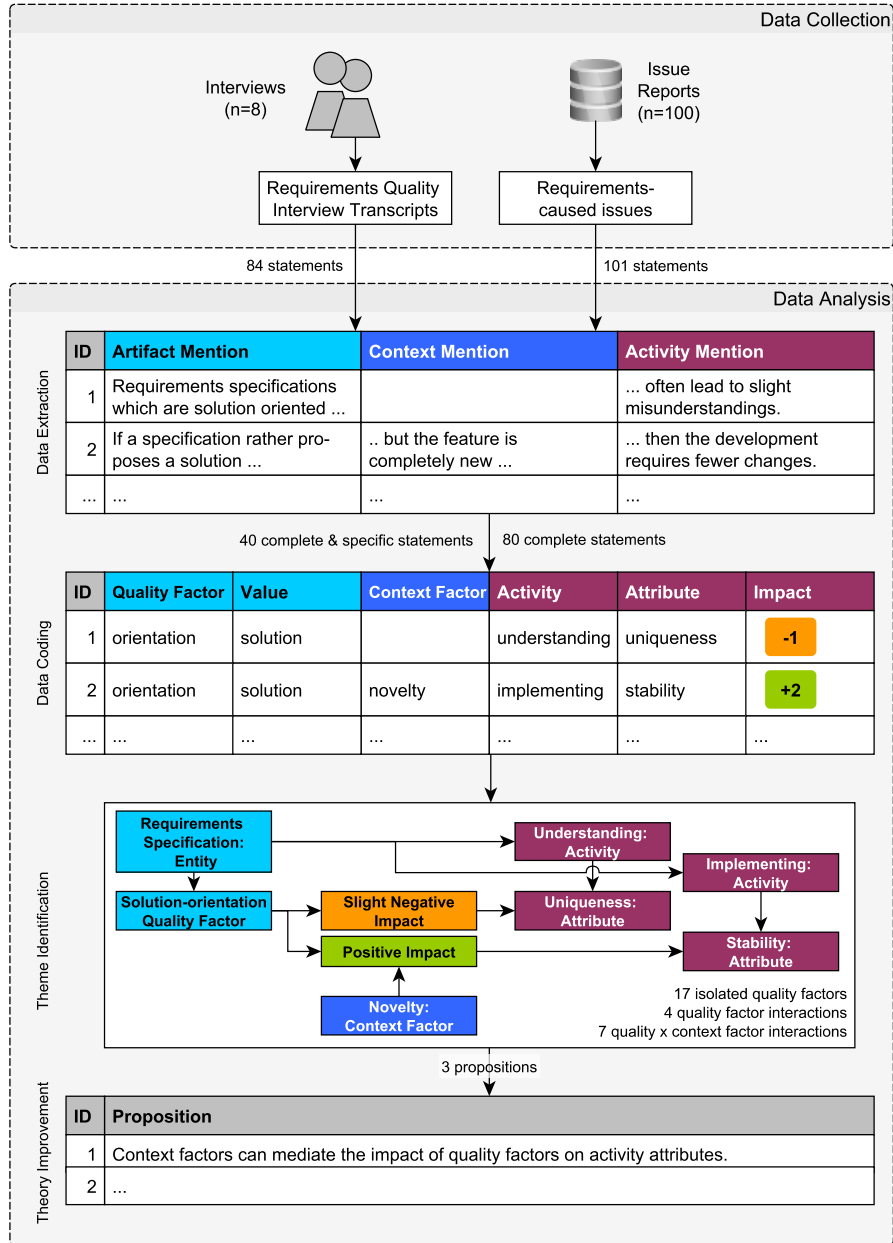 Data Collection
Interviews
(n=8)
Issue
Reports
(n=100)
Requirements Quality
Interview Transcripts
Requirements-
caused issues
84 statements
101 statements
Data Analysis
Data Extraction
ID Artifact Mention Context Mention Activity Mention
1 Requirements specifications
which are solution oriented ...
... often lead to slight
misunderstandings.
2 If a specification rather pro-
poses a solution ...
.. but the feature is
completely new ...
... then the development
requires fewer changes.
... ... ... ...
40 complete & specific statements
80 complete statements
Data Coding
ID Quality Factor Value Context Factor Activity Attribute Impact
1 orientation solution understanding uniqueness -1
2 orientation solution novelty implementing stability +2
... ... ... ... ... ... ...
Theme Identification
Requirements
Specification:
Entity
Understanding:
Activity
Implementing:
Activity
Solution-orientation
Quality Factor
Slight Negative
Impact
Uniqueness:
Attribute
Positive Impact
Stability:
Attribute
Novelty:
Context Factor
17 isolated quality factors
4 quality factor interactions
7 quality x context factor interactions
3 propositions
Theory Improvement
ID Proposition
1 Context factors can mediate the impact of quality factors on activity attributes.
2 ...